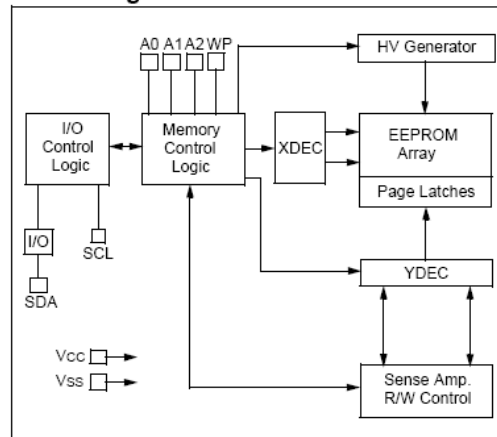 A0 A1 A2 WP
HV Generator
I/O
Control
Logic
Memory
Control
Logic
XDEC
EEPROM
Array
Page Latches
I/O
SCL
SDA
YDEC
Vcc
Vss
Sense Amp.
R/W Control